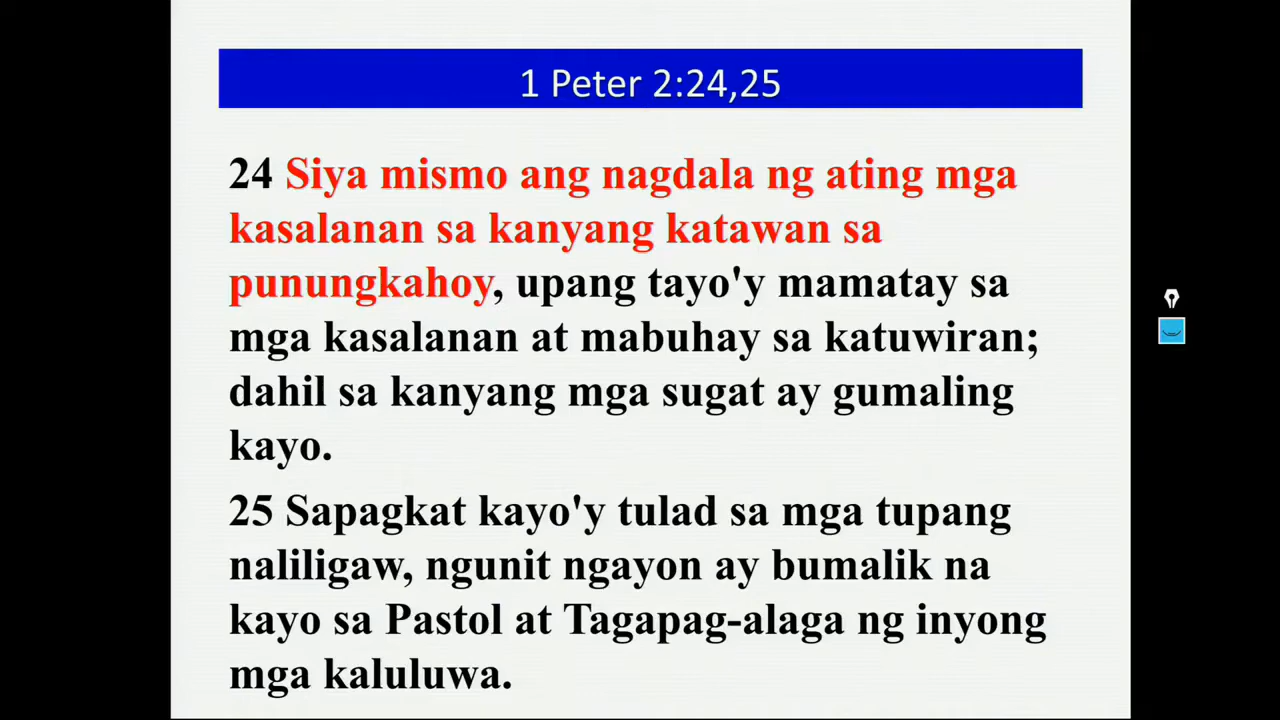 1 Peter 2:24,25
24 Siya mismo ang nagdala ng ating mga
kasalanan sa kanyang katawan sa
punungkahoy, upang tayo'y mamatay sa
mga kasalanan at mabuhay sa katuwiran;
dahil sa kanyang mga sugat ay gumaling
kayo.
25 Sapagkat kayo'y tulad sa mga tupang
naliligaw, ngunit ngayon ay bumalik na
kayo sa Pastol at Tagapag-alaga ng inyong
mga kaluluwa.